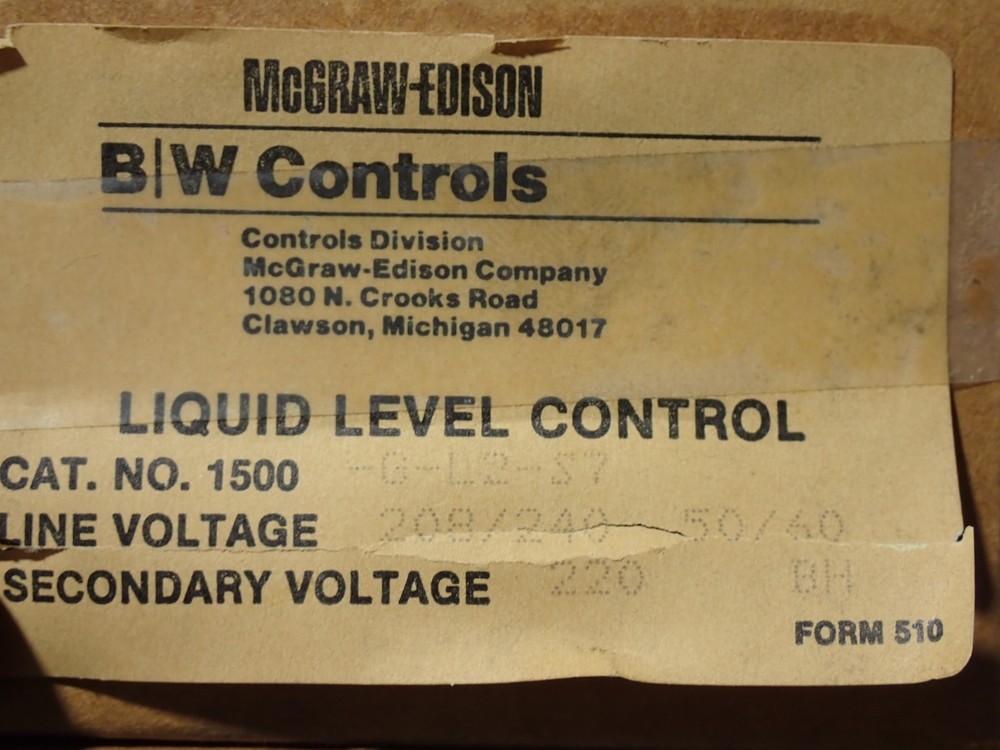 McGRAW-EDISON
B|W Controls
Controls Division
McGraw-Edison Company
1080 N. Crooks Road
Clawson, Michigan 48017
LIQUID LEVEL CONTROL
CAT. NO. 1500 -G-L2-S7
LINE VOLTAGE 208/240 50/60
SECONDARY VOLTAGE 220 BH
FORM 510